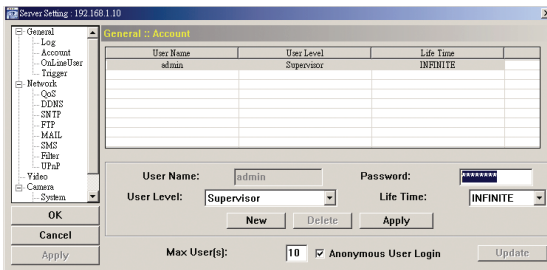 Server Setting : 192.168.1.10
General
Log
Account
OnLineUser
Trigger
Network
QoS
DDNS
SNTP
FTP
MAIL
SMS
Filter
UPnP
Video
Camera
System
OK
Cancel
Apply
General :: Account
User Name User Level Life Time
admin Supervisor INFINITE
User Name: admin Password: ********
User Level: Supervisor Life Time: INFINITE
New Delete Apply
Max User(s): 10 Anonymous User Login Update